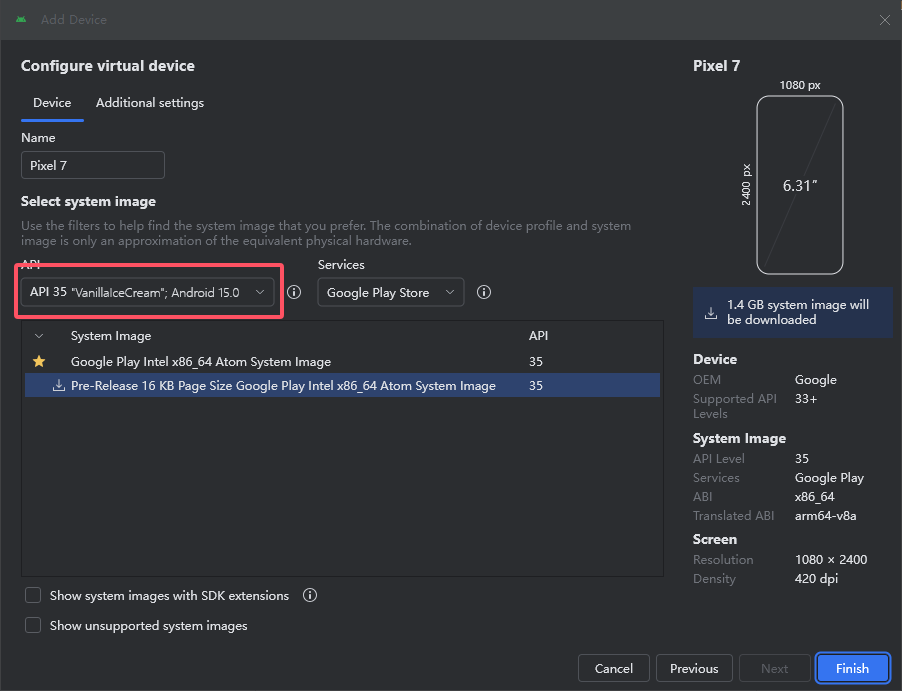 Add Device
Configure virtual device
Device
Additional settings
Name
Pixel 7
Select system image
Use the filters to help find the system image that you prefer. The combination of device profile and system
image is only an approximation of the equivalent physical hardware.
API
Services
API 35 "VanillaIceCream"; Android 15.0
Google Play Store
System Image
API
Google Play Intel x86_64 Atom System Image
35
Pre-Release 16 KB Page Size Google Play Intel x86_64 Atom System Image
35
Show system images with SDK extensions
Show unsupported system images
Pixel 7
1080 px
2400 px
6.31″
1.4 GB system image will
be downloaded
Device
OEM
Google
Supported API
Levels
33+
System Image
API Level
35
Services
Google Play
ABI
x86_64
Translated ABI
arm64-v8a
Screen
Resolution
1080 × 2400
Density
420 dpi
Cancel
Previous
Next
Finish